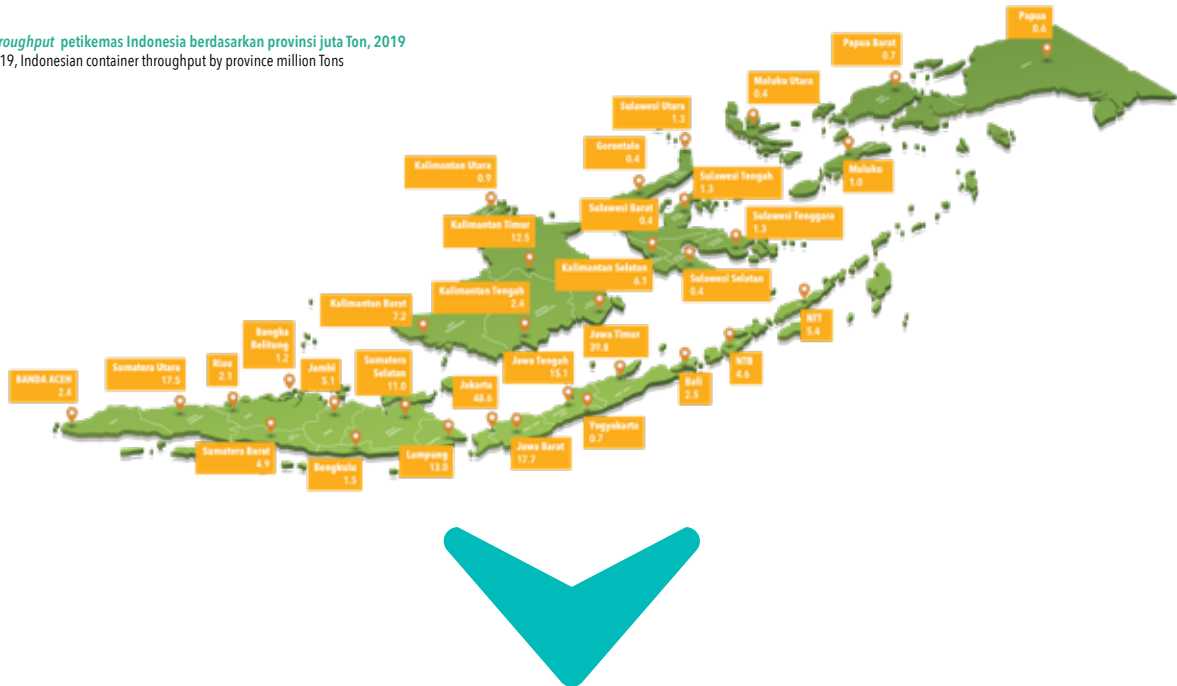 roughput petikemas Indonesia berdasarkan provinsi juta Ton, 2019
19, Indonesian container throughput by province million Tons
Papua
0.6
Papua Barat
0.7
Maluku Utara
0.4
Sulawesi Utara
1.3
Gorontalo
0.4
Kalimantan Utara
0.9
Sulawesi Tengah
1.3
Maluku
1.0
Sulawesi Barat
0.4
Sulawesi Tenggara
1.3
Kalimantan Timur
12.5
Kalimantan Selatan
6.1
Sulawesi Selatan
0.4
Kalimantan Tengah
2.4
Kalimantan Barat
7.2
NTT
5.4
Bangka
Belitung
1.2
Jawa Timur
39.8
NTB
4.6
Sumatera Utara
17.5
Riau
2.1
Jambi
5.1
Sumatera
Selatan
11.0
Jawa Tengah
15.1
BANDA ACEH
2.4
Jakarta
48.6
Bali
2.5
Yogyakarta
0.7
Sumatera Barat
4.9
Bengkulu
1.5
Lampung
13.0
Jawa Barat
17.7